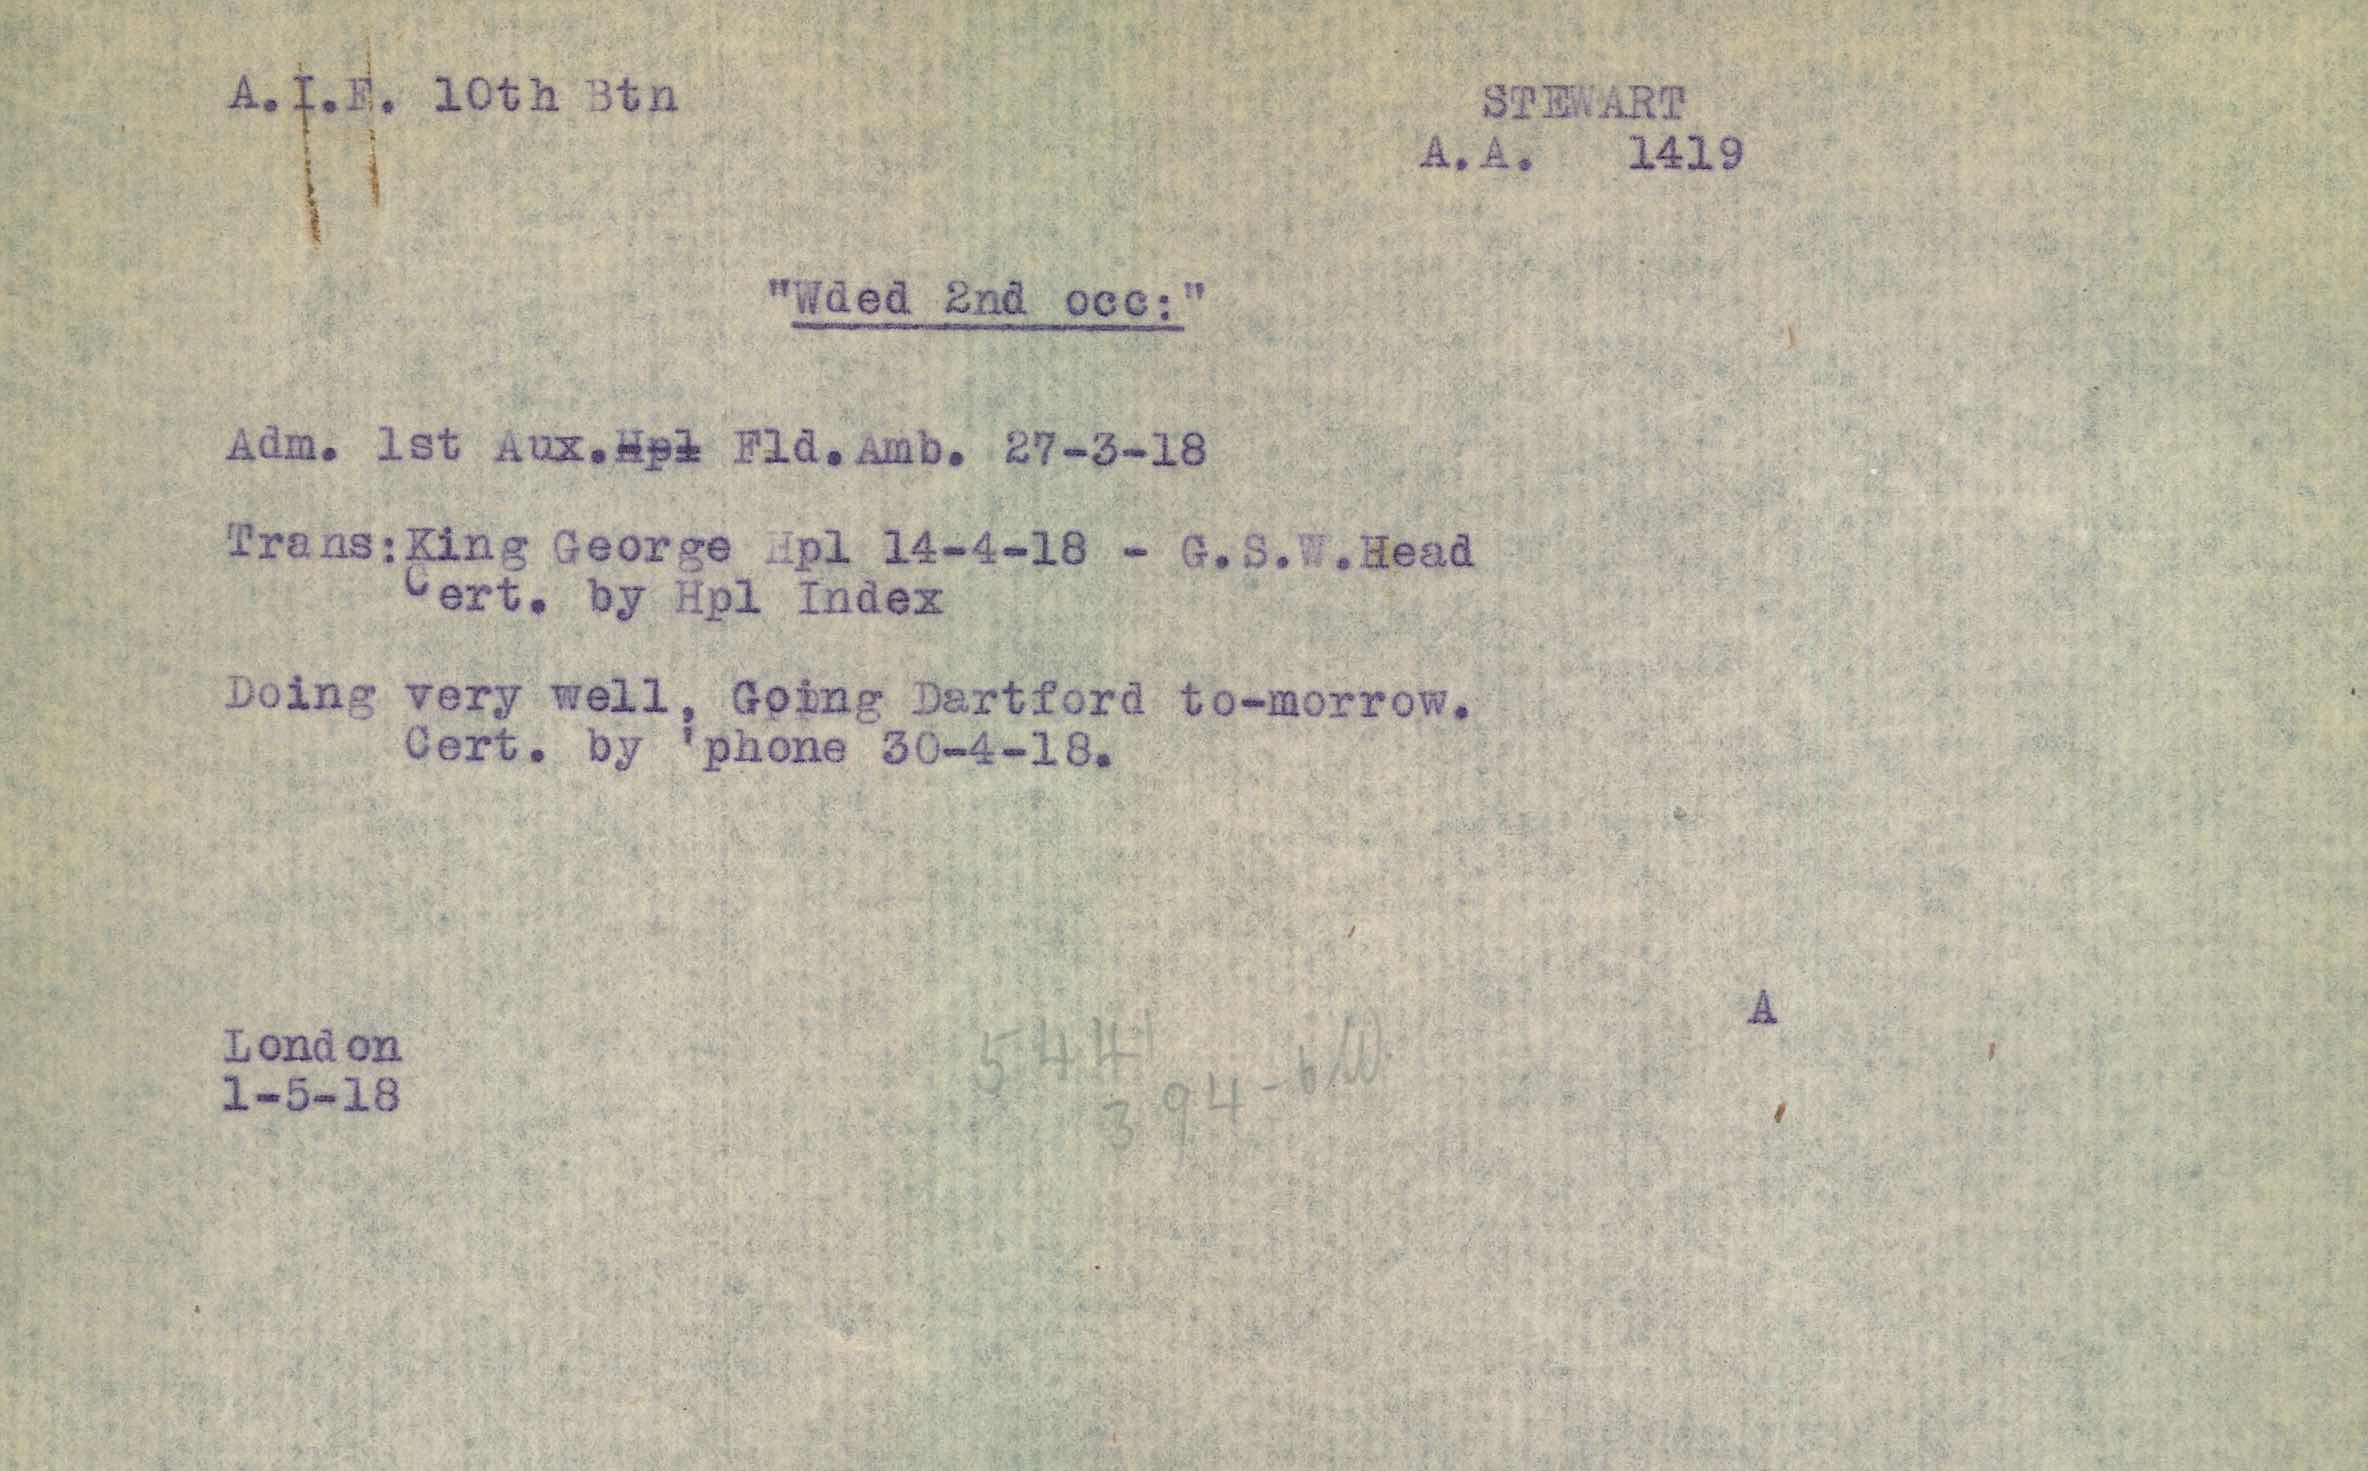 A.I.F. 10th Btn
STEWART
A.A. 1419
"Wded 2nd occ:"
Adm. 1st Aux.Hpl Fld.Amb. 27-3-18
Trans:King George Hpl 14-4-18 - G.S.W.Head
Cert. by Hpl Index
Doing very well, Going Dartford to-morrow.
Cert. by 'phone 30-4-18.
A
London
1-5-18
544
394-6